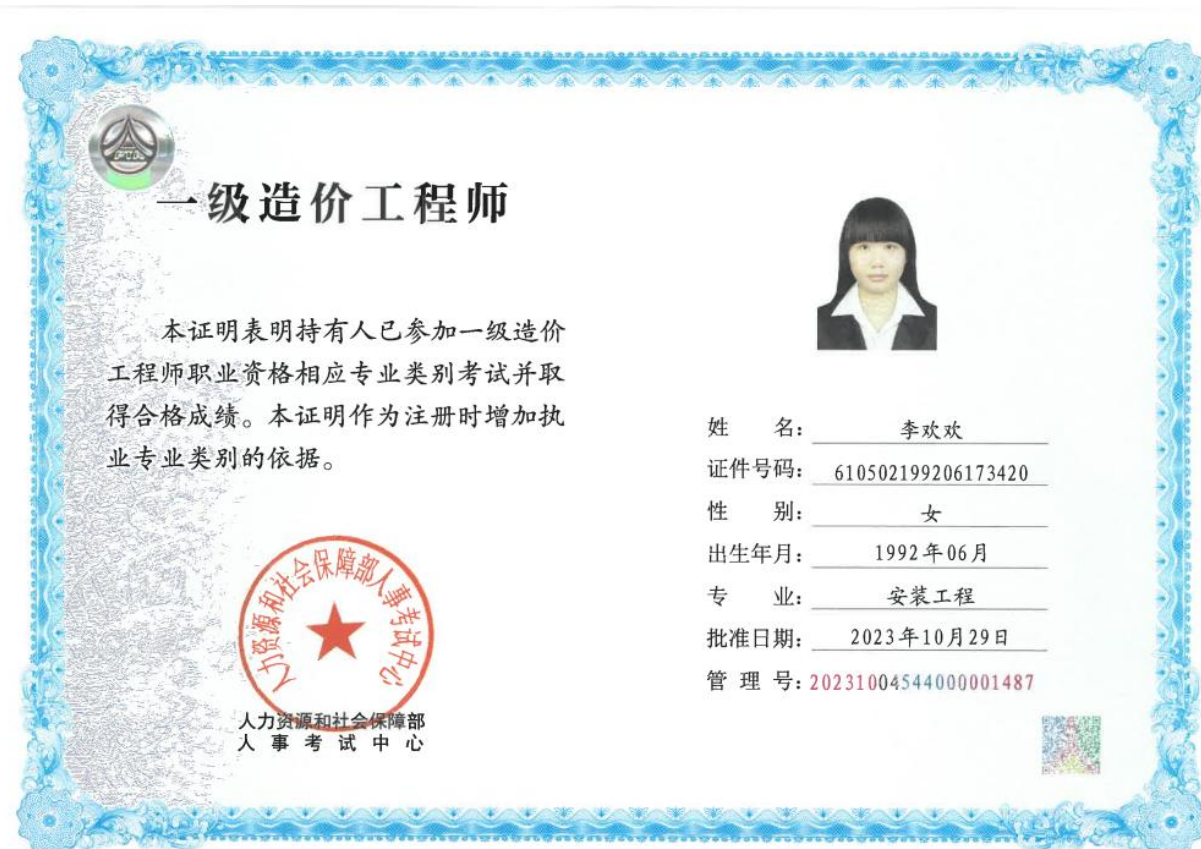 一级造价工程师
本证明表明持有人已参加一级造价
工程师职业资格相应专业类别考试并取
得合格成绩。本证明作为注册时增加执
业专业类别的依据。
人力资源和社会保障部人事考试中心
人力资源和社会保障部
人事考试中心
姓名：李欢欢
证件号码：610502199206173420
性别：女
出生年月：1992年06月
专业：安装工程
批准日期：2023年10月29日
管理号：20231004544000001487